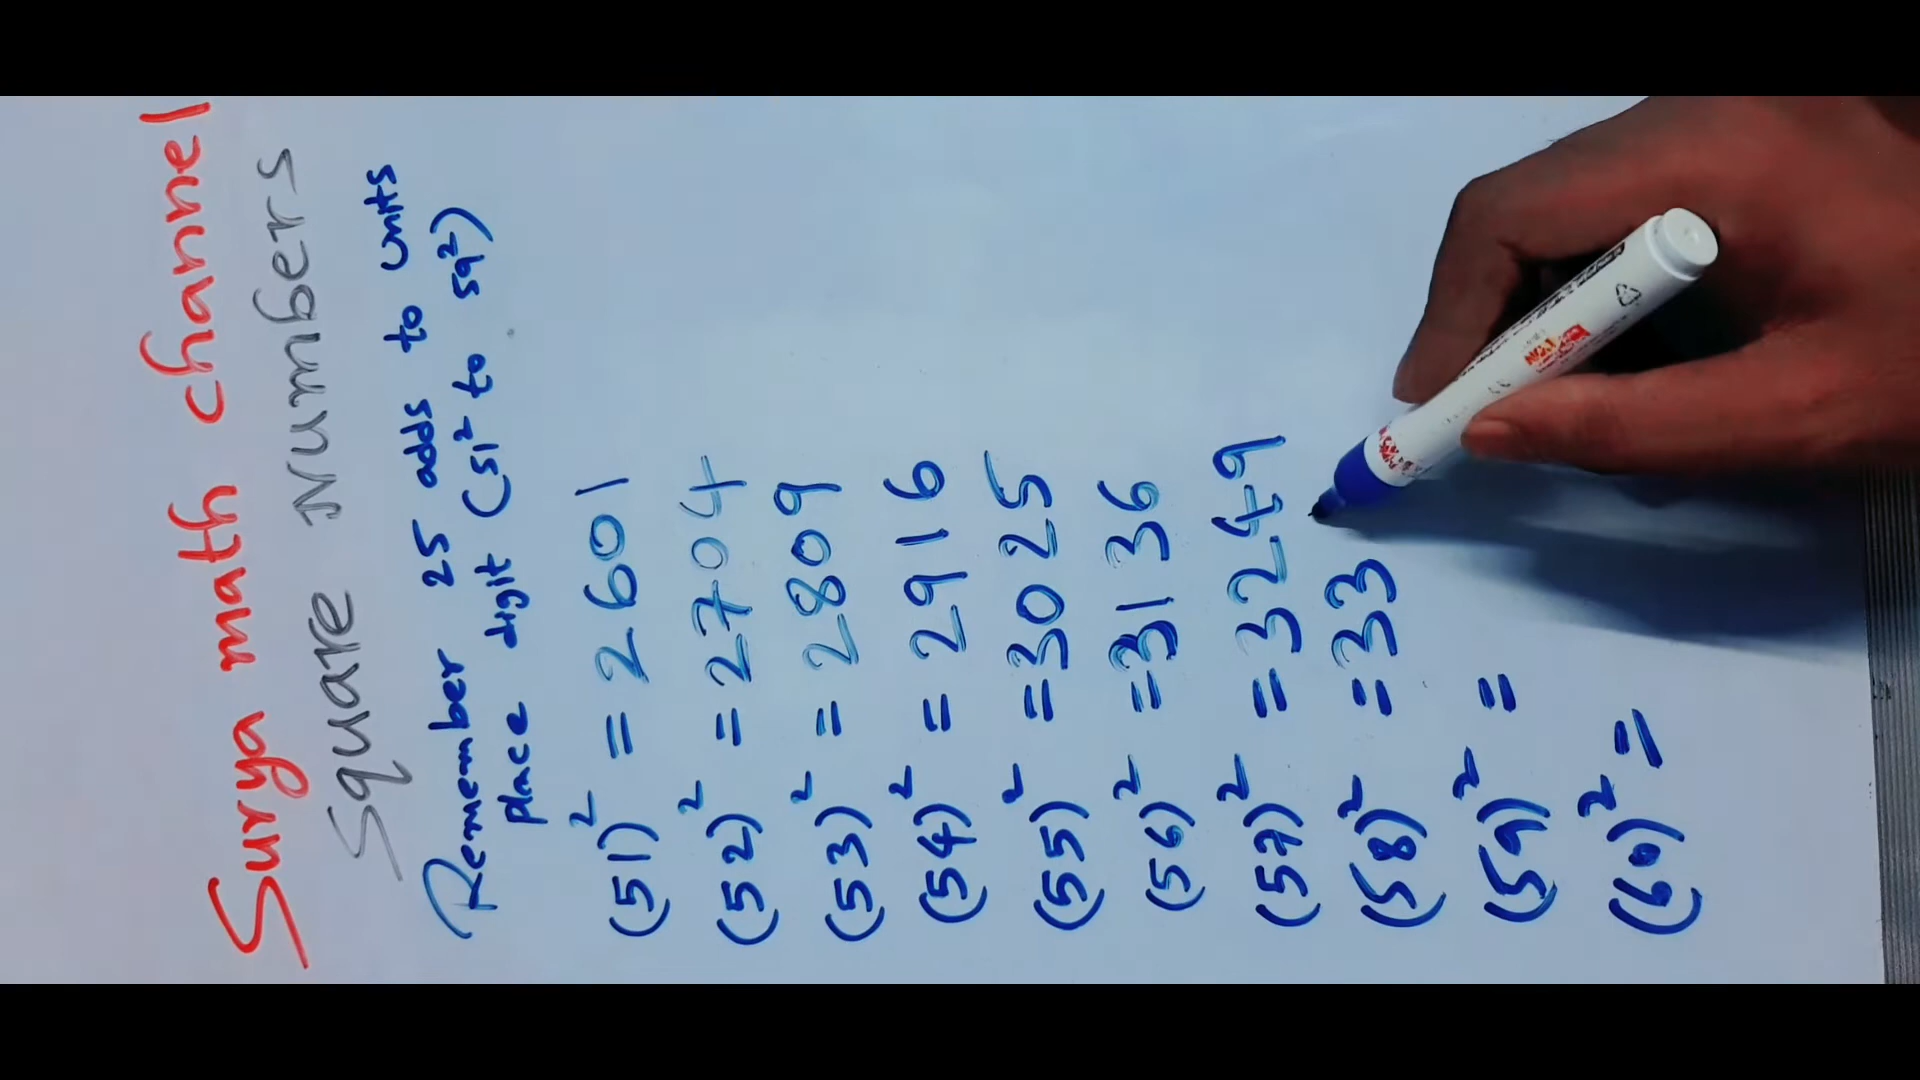 Surya math channel
Square Numbers
Remember 25 adds to units
place digit (51² to 59²)
(51)² = 2601
(52)² = 2704
(53)² = 2809
(54)² = 2916
(55)² = 3025
(56)² = 3136
(57)² = 3249
(58)² = 33
(59)² =
(60)² =